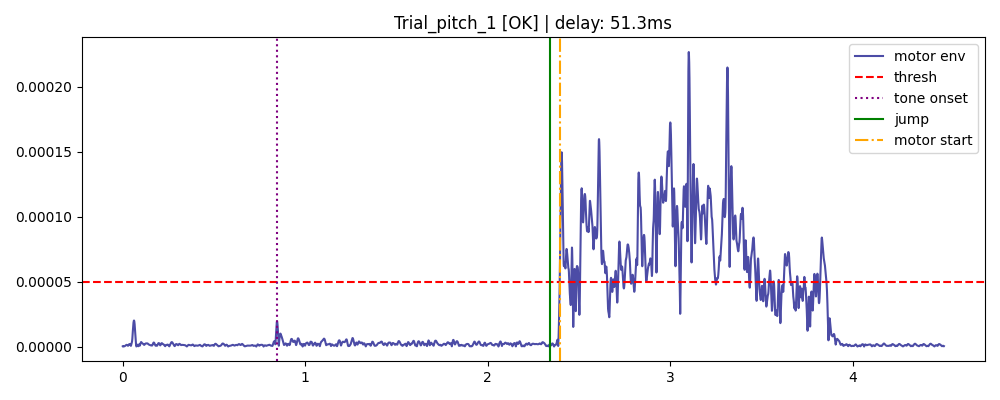 Trial_pitch_1 [OK] | delay: 51.3ms
motor env
thresh
tone onset
jump
motor start
0.00020
0.00015
0.00010
0.00005
0.00000
0 1 2 3 4